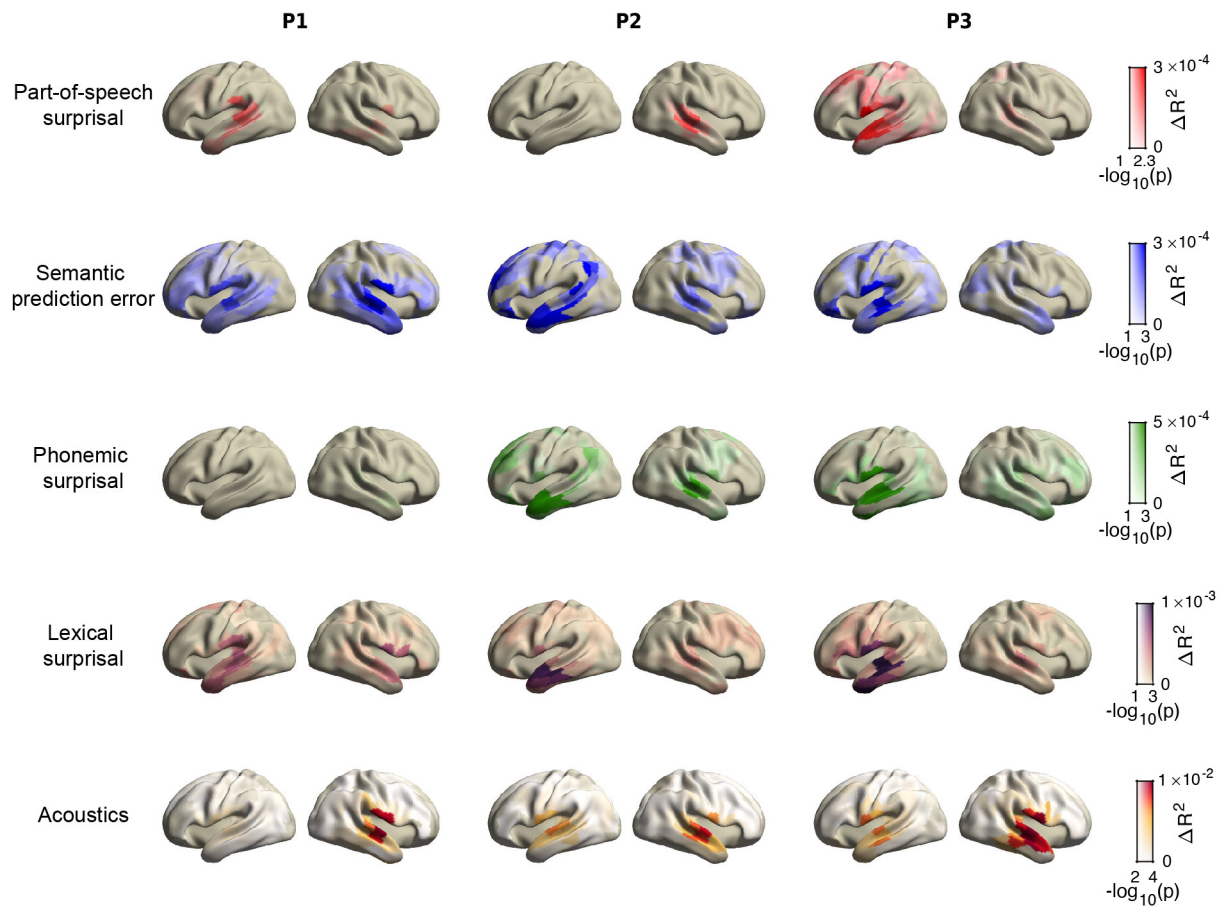 P1 P2 P3
Part-of-speech
surprisal
3 ×10-4
ΔR2
0
1 2.3
-log10(p)
Semantic
prediction error
3 ×10-4
ΔR2
0
1 3
-log10(p)
Phonemic
surprisal
5 ×10-4
ΔR2
0
1 3
-log10(p)
Lexical
surprisal
1 ×10-3
ΔR2
0
1 3
-log10(p)
Acoustics
1 ×10-2
ΔR2
0
2 4
-log10(p)